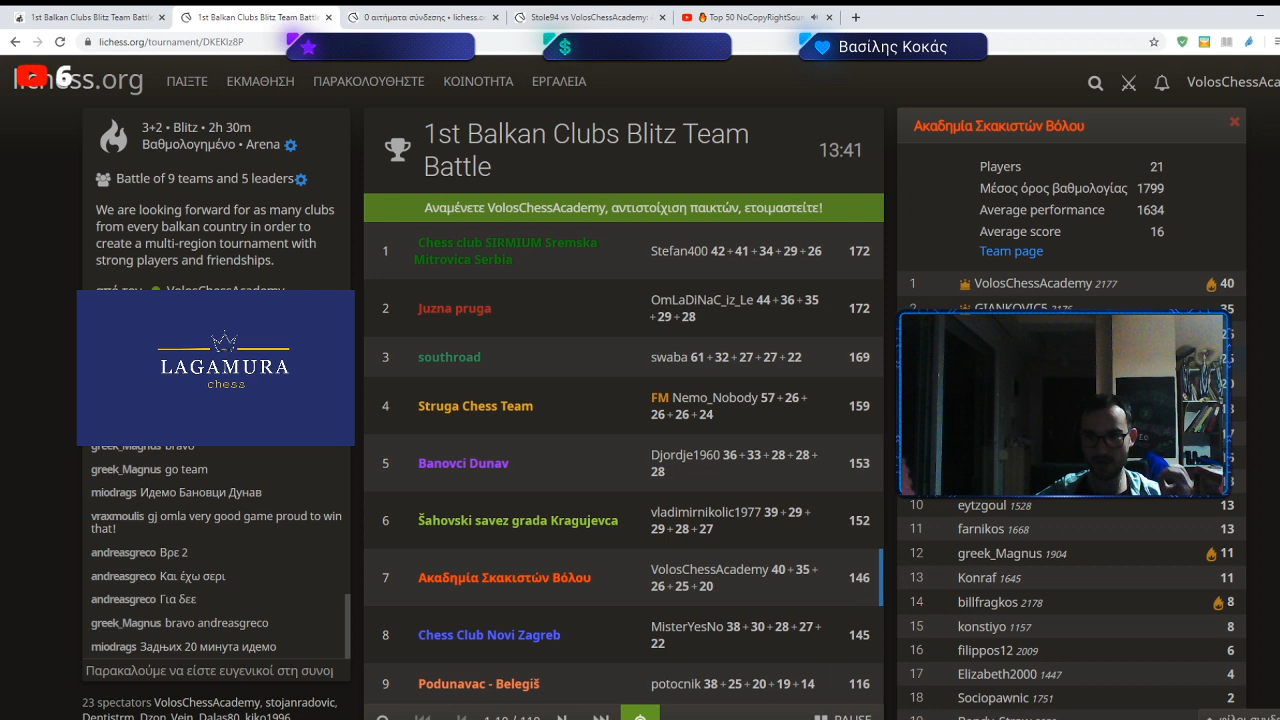 1st Balkan Clubs Blitz Team Battle
1st Balkan Clubs Blitz Team Battle
0 αιτήματα σύνδεσης • lichess.o
Stole94 vs VolosChessAcademy:
Top 50 NoCopyRightSour
lichess.org/tournament/DKEKlz8P
Βασίλης Κοκάς
6
lichess.org
ΠΑΙΞΤΕ ΕΚΜΑΘΗΣΗ ΠΑΡΑΚΟΛΟΥΘΗΣΤΕ ΚΟΙΝΟΤΗΤΑ ΕΡΓΑΛΕΙΑ
VolosChessAca
3+2 • Blitz • 2h 30m
Βαθμολογημένο • Arena
Battle of 9 teams and 5 leaders
We are looking forward for as many clubs
from every balkan country in order to
create a multi-region tournament with
strong players and friendships.
από τον VolosChessAcademy
LAGAMURA
chess
greek_Magnus bravo
greek_Magnus go team
miodrags Идемо Бановци Дунав
vraxmoulis gj omla very good game proud to win
that!
andreasgreco Βρε 2
andreasgreco Και έχω σερι
andreasgreco Για δεε
greek_Magnus bravo andreasgreco
miodrags Задњих 20 минута идемо
Παρακαλούμε να είστε ευγενικοί στη συνομ
23 spectators VolosChessAcademy, stojanradovic,
Dentistrm, Dzon_Vein, Dalas80, kiko1996
1st Balkan Clubs Blitz Team
Battle
13:41
Αναμένετε VolosChessAcademy, αντιστοίχιση παικτών, ετοιμαστείτε!
1 Chess club SIRMIUM Sremska
Mitrovica Serbia
Stefan400 42+41+34+29+26 172
2 Juzna pruga
OmLaDiNaC_iz_Le 44+36+35
+29+28
172
3 southroad swaba 61+32+27+27+22 169
4 Struga Chess Team
FM Nemo_Nobody 57+26+
26+26+24
159
5 Banovci Dunav
Djordje1960 36+33+28+28+
28
153
6 Šahovski savez grada Kragujevca
vladimirnikolic1977 39+29+
29+28+27
152
7 Ακαδημία Σκακιστών Βόλου
VolosChessAcademy 40+35+
26+25+20
146
8 Chess Club Novi Zagreb
MisterYesNo 38+30+28+27+
22
145
9 Podunavac - Belegiš potocnik 38+25+20+19+14 116
PAUSE
Ακαδημία Σκακιστών Βόλου
Players 21
Μέσος όρος βαθμολογίας 1799
Average performance 1634
Average score 16
Team page
1 VolosChessAcademy 2177 40
2 GIANKOVIC5 2176 35
10 eytzgoul 1528 13
11 farnikos 1668 13
12 greek_Magnus 1904 11
13 Konraf 1645 11
14 billfragkos 2178 8
15 konstiyo 1157 8
16 filippos12 2009 6
17 Elizabeth2000 1447 4
18 Sociopawnic 1751 2